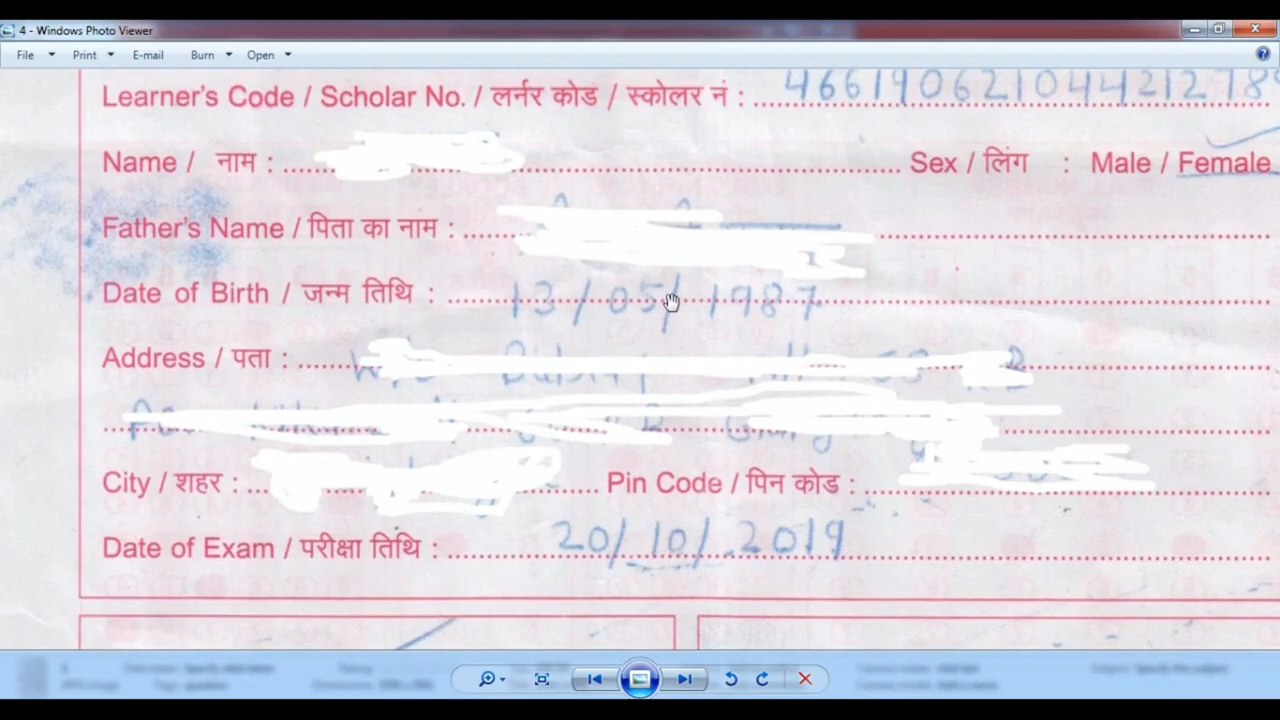 4 - Windows Photo Viewer
File Print E-mail Burn Open
Learner's Code / Scholar No. / लर्नर कोड / स्कोलर नं : 466190621044212789
Name / नाम : Sex / लिंग : Male / Female
Father's Name / पिता का नाम :
Date of Birth / जन्म तिथि : 13/05/1987
Address / पता :
City / शहर : Pin Code / पिन कोड :
Date of Exam / परीक्षा तिथि : 20/10/.2019